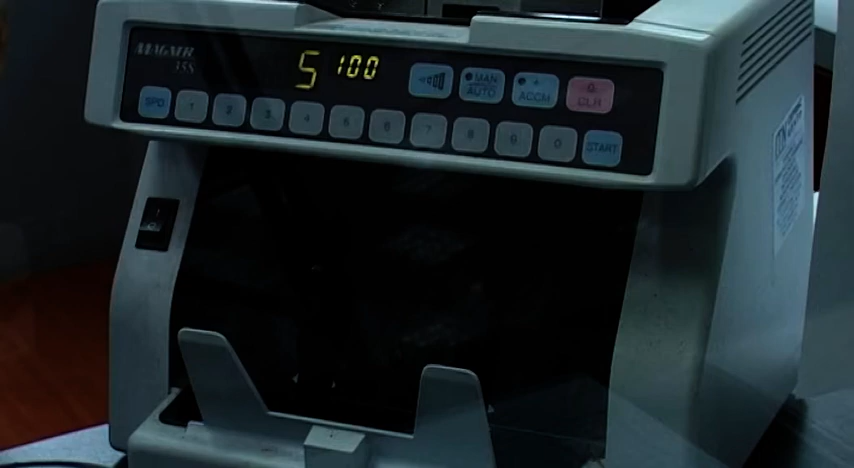 MAGNER
35S
5 100
MAN
AUTO
+
ACCM
C
CLR
SPD 1 2 3 4 5 6 7 8 9 0 START